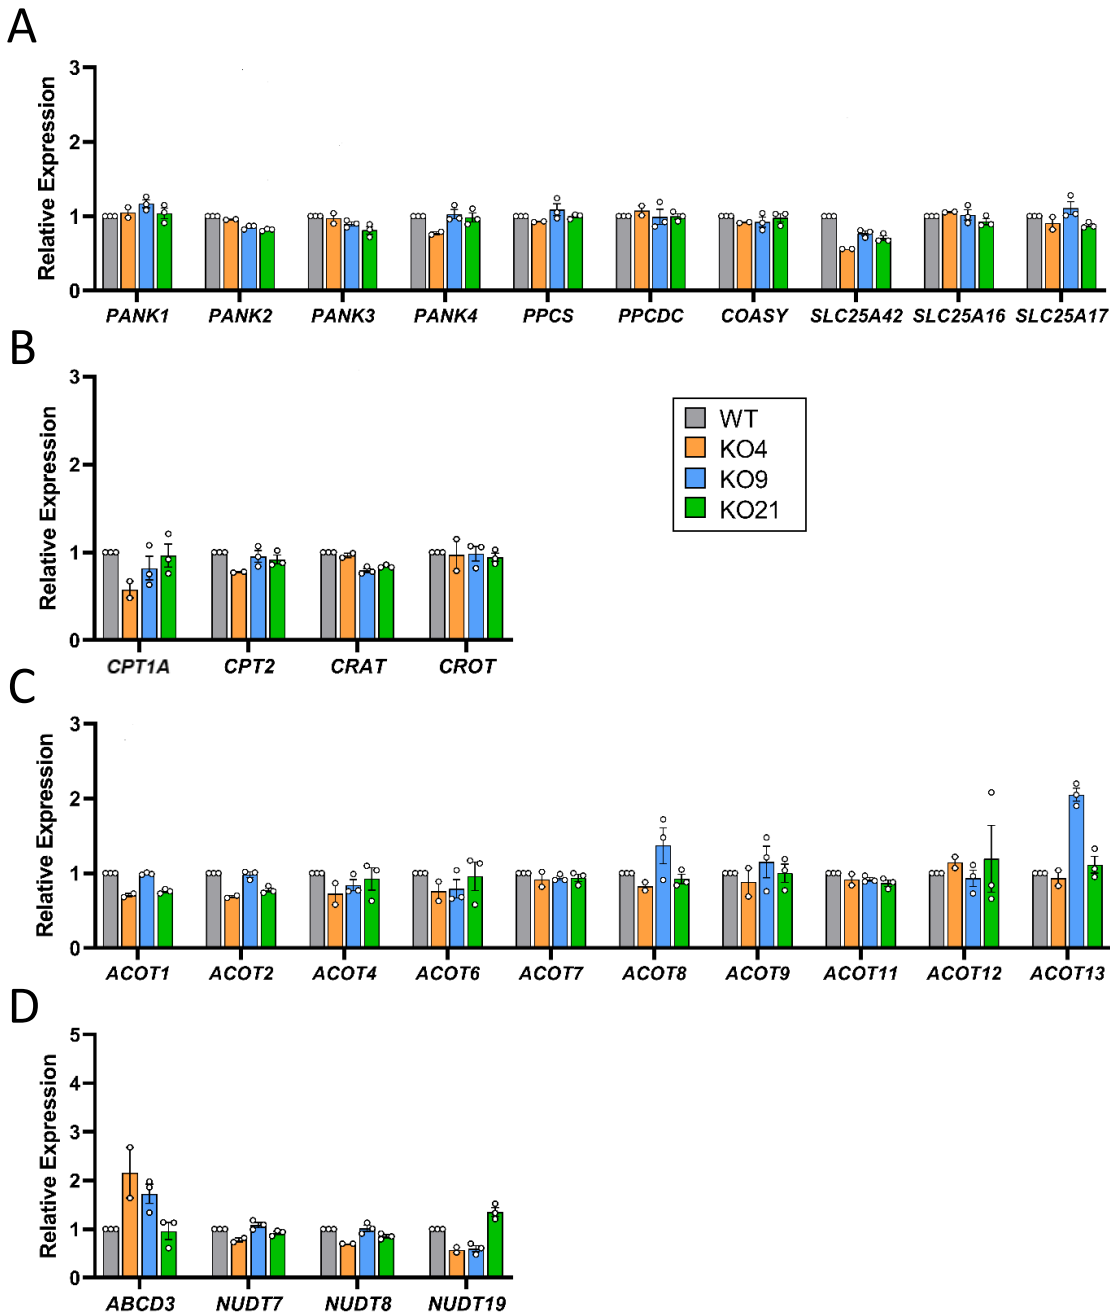 A
Relative Expression
3
2
1
0
PANK1 PANK2 PANK3 PANK4 PPCS PPCDC COASY SLC25A42 SLC25A16 SLC25A17
B
Relative Expression
3
2
1
0
CPT1A CPT2 CRAT CROT
WT
KO4
KO9
KO21
C
Relative Expression
3
2
1
0
ACOT1 ACOT2 ACOT4 ACOT6 ACOT7 ACOT8 ACOT9 ACOT11 ACOT12 ACOT13
D
Relative Expression
5
4
3
2
1
0
ABCD3 NUDT7 NUDT8 NUDT19